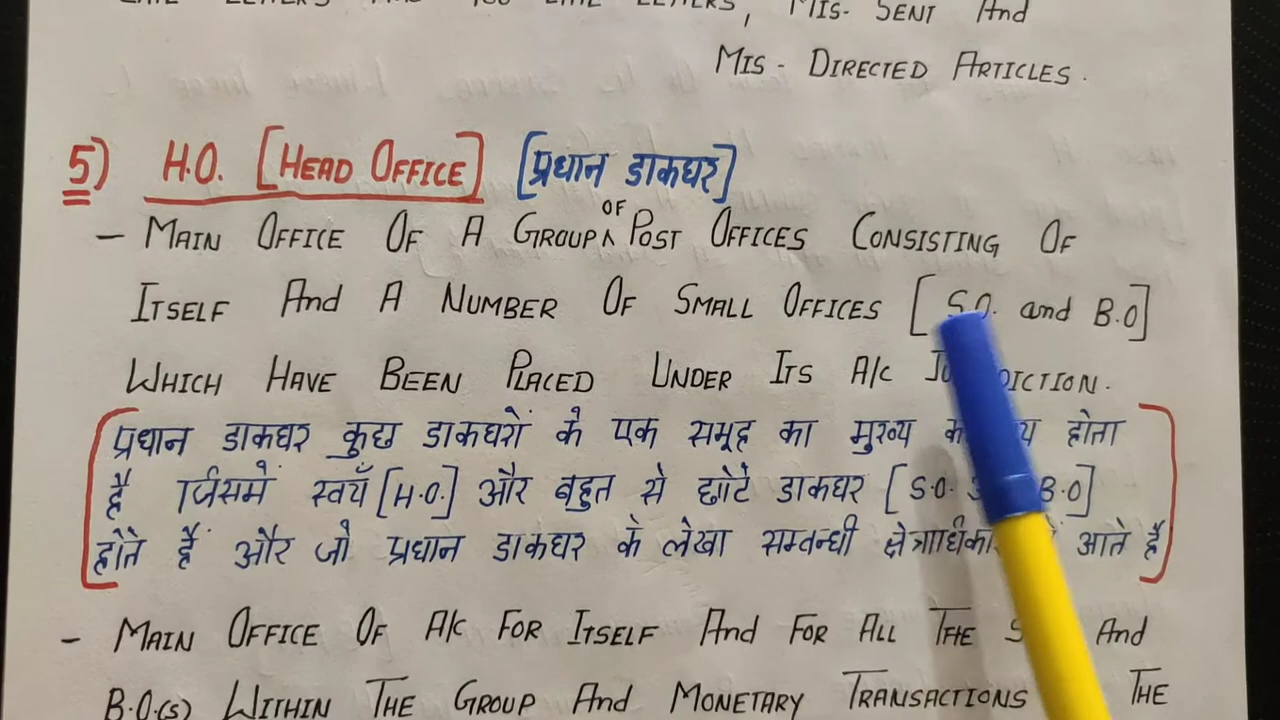 LATE LETTERS, MIS- SENT And
MIS - DIRECTED ARTICLES.
5) H.O. [HEAD OFFICE] [प्रधान डाकघर]
- MAIN OFFICE OF A GROUP OF POST OFFICES CONSISTING OF
ITSELF And A NUMBER OF SMALL OFFICES [S.O. and B.O]
WHICH HAVE BEEN PLACED UNDER ITS A/C
प्रधान डाकघर कुछ डाकघरों के एक समूह का मुख्य होता
है जिसमें स्वयँ [H.O.] और बहुत से छोटे डाकघर [S.O. B.O]
होते हैं और जो प्रधान डाकघर के लेखा सम्बन्धी आते है
- MAIN OFFICE OF A/C FOR ITSELF And FOR ALL THE And
B.O.(s) WITHIN THE GROUP And MONETARY TRANSACTIONS THE